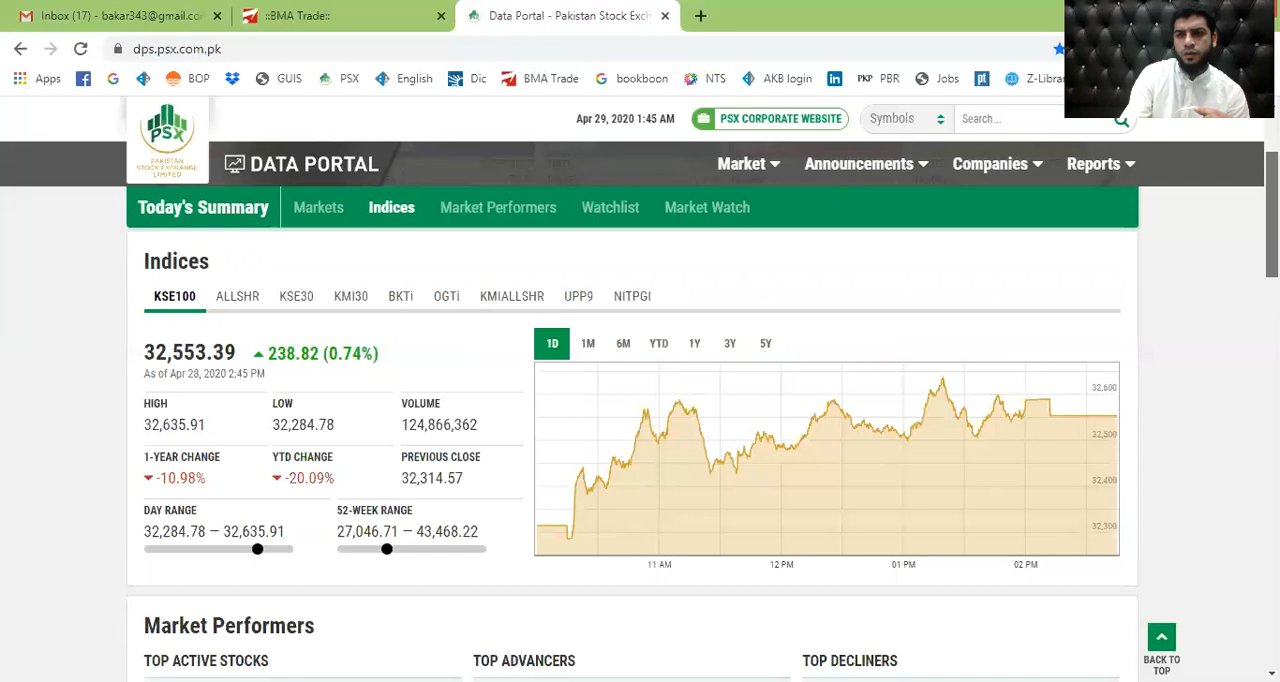 Inbox (17) - bakar343@gmail.co
::BMA Trade::
Data Portal - Pakistan Stock Exch
dps.psx.com.pk
Apps
G
BOP
GUIS
PSX
English
Dic
BMA Trade
bookboon
NTS
AKB login
PKP PBR
Jobs
Z-Librar
PSX
PAKISTAN
STOCK EXCHANGE
LIMITED
DATA PORTAL
Apr 29, 2020 1:45 AM
PSX CORPORATE WEBSITE
Symbols
Search...
Market
Announcements
Companies
Reports
Today's Summary
Markets
Indices
Market Performers
Watchlist
Market Watch
Indices
KSE100 ALLSHR KSE30 KMI30 BKTi OGTi KMIALLSHR UPP9 NITPGI
32,553.39 238.82 (0.74%)
As of Apr 28, 2020 2:45 PM
HIGH LOW VOLUME
32,635.91 32,284.78 124,866,362
1-YEAR CHANGE YTD CHANGE PREVIOUS CLOSE
-10.98% -20.09% 32,314.57
DAY RANGE 52-WEEK RANGE
32,284.78 — 32,635.91 27,046.71 — 43,468.22
1D 1M 6M YTD 1Y 3Y 5Y
32,600
32,500
32,400
32,300
11 AM 12 PM 01 PM 02 PM
Market Performers
TOP ACTIVE STOCKS TOP ADVANCERS TOP DECLINERS
BACK TO
TOP